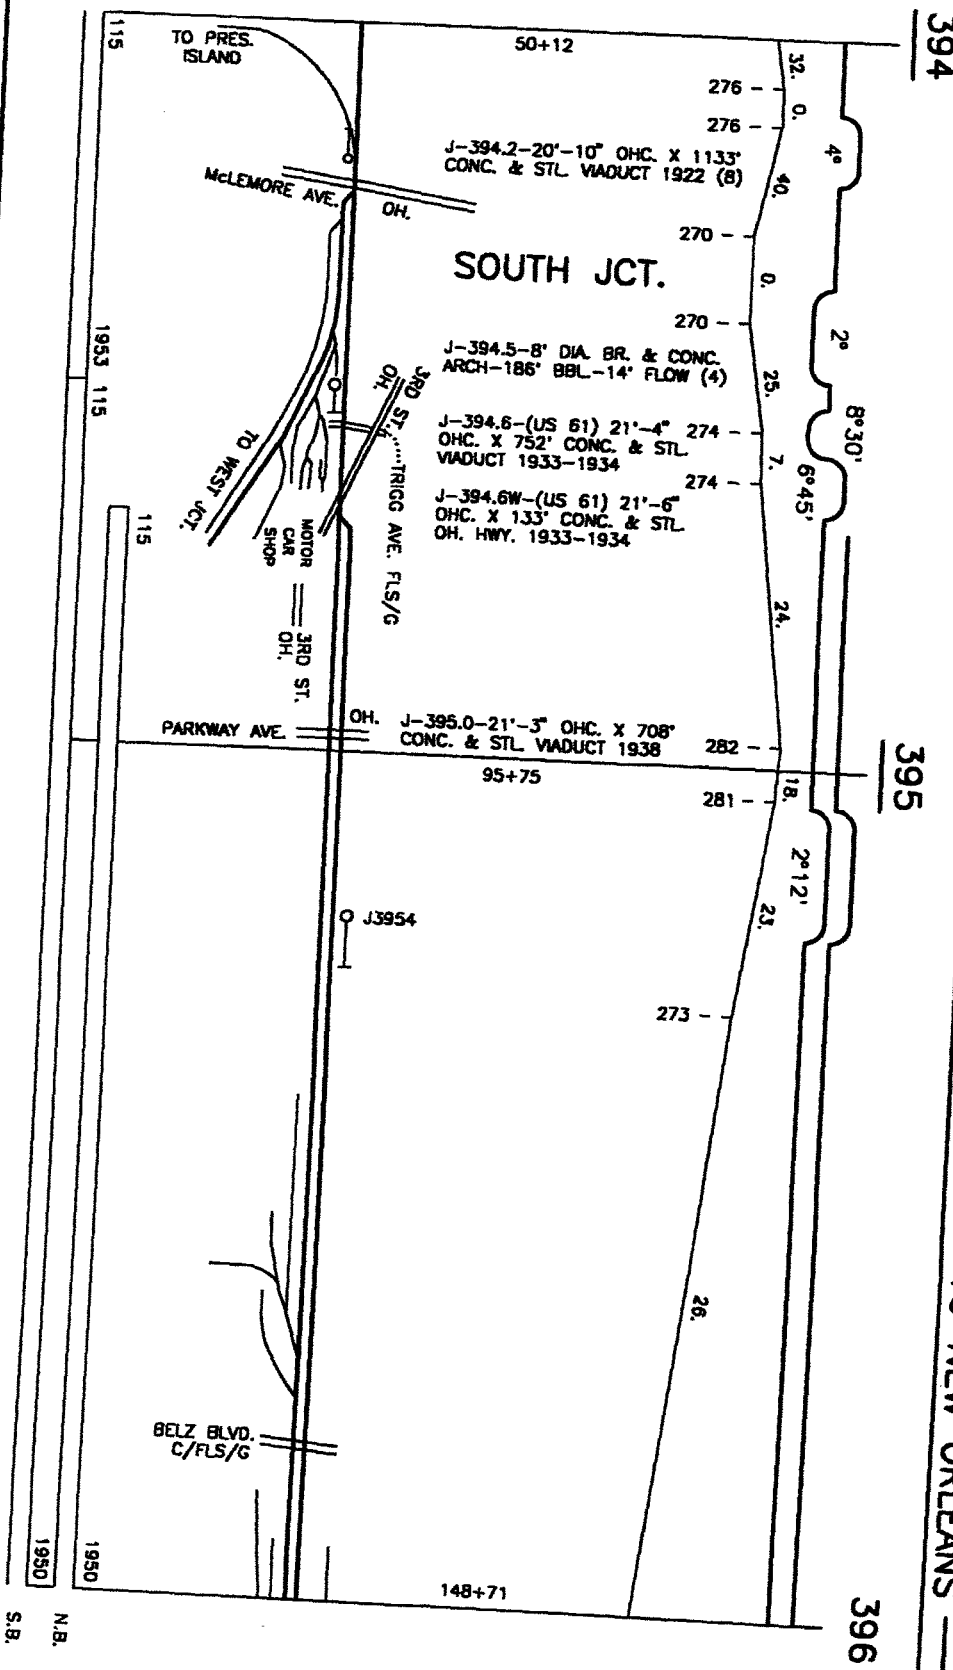 394
115
TO PRES.
ISLAND
50+12
32.
276
0.
276
4°
J-394.2-20'-10" OHC. X 1133'
CONC. & STL. VIADUCT 1922 (8)
McLEMORE AVE.
OH.
40.
270
SOUTH JCT.
0.
270
2°
1953
115
J-394.5-8' DIA. BR. & CONC.
ARCH-186' BBL.-14' FLOW (4)
25.
3RD ST.
OH.
8°30'
J-394.6-(US 61) 21'-4"
OHC. X 752' CONC. & STL.
VIADUCT 1933-1934
274
7.
274
6°45'
TO WEST JCT.
TRIGG AVE. FLS/G
J-394.6W-(US 61) 21'-6"
OHC. X 133' CONC. & STL.
OH. HWY. 1933-1934
115
MOTOR
CAR
SHOP
24.
3RD ST.
OH.
PARKWAY AVE.
OH.
J-395.0-21'-3" OHC. X 708'
CONC. & STL. VIADUCT 1938
282
395
95+75
18.
281
2°12'
23.
J3954
273
26.
NEW ORLEANS
BELZ BLVD.
C/FLS/G
1950
1950
148+71
396
N.B.
S.B.